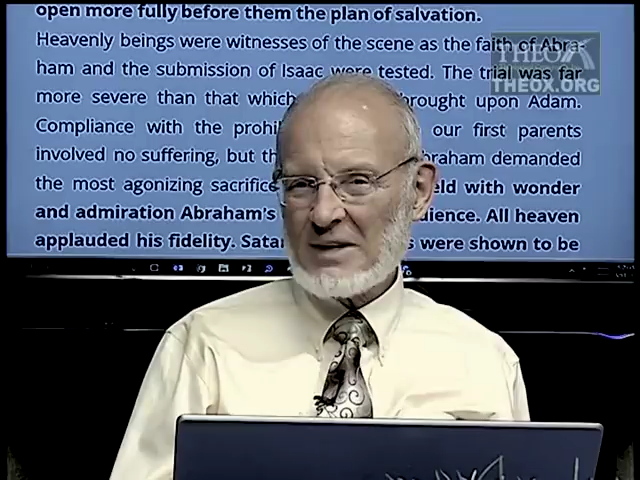 open more fully before them the plan of salvation.
Heavenly beings were witnesses of the scene as the faith of Abra-
ham and the submission of Isaac were tested. The trial was far
more severe than that which brought upon Adam.
Compliance with the prohi our first parents
involved no suffering, but th braham demanded
the most agonizing sacrifice eld with wonder
and admiration Abraham's dience. All heaven
applauded his fidelity. Satan s were shown to be
THEOX
THEOX.ORG